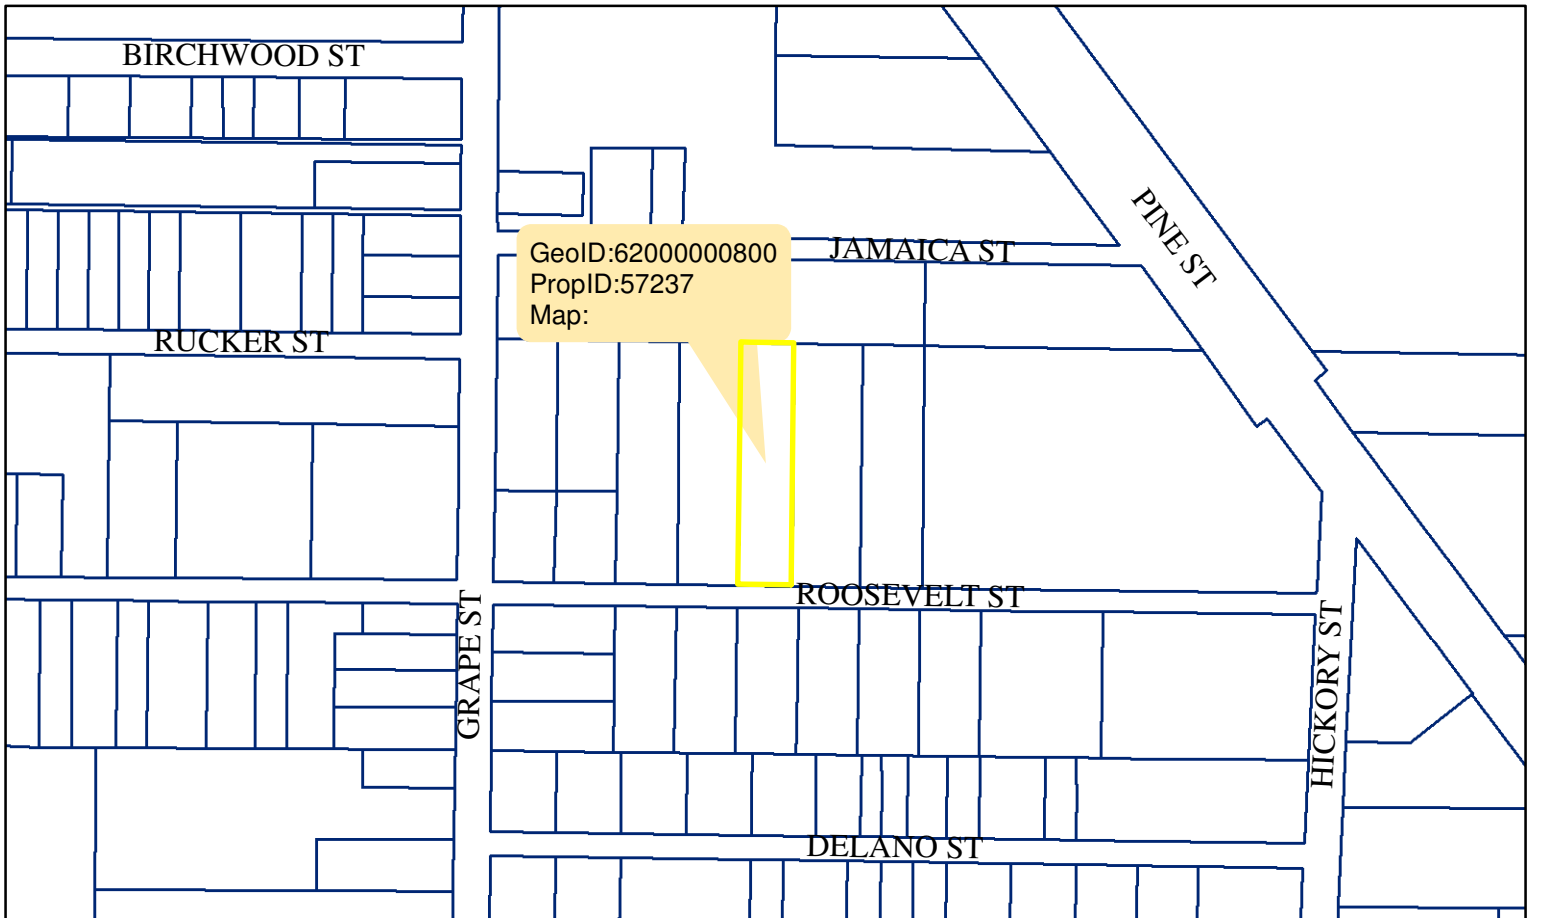 BIRCHWOOD ST
PINE ST
JAMAICA ST
GeoID:62000000800
PropID:57237
Map:
RUCKER ST
ROOSEVELT ST
GRAPE ST
HICKORY ST
DELANO ST